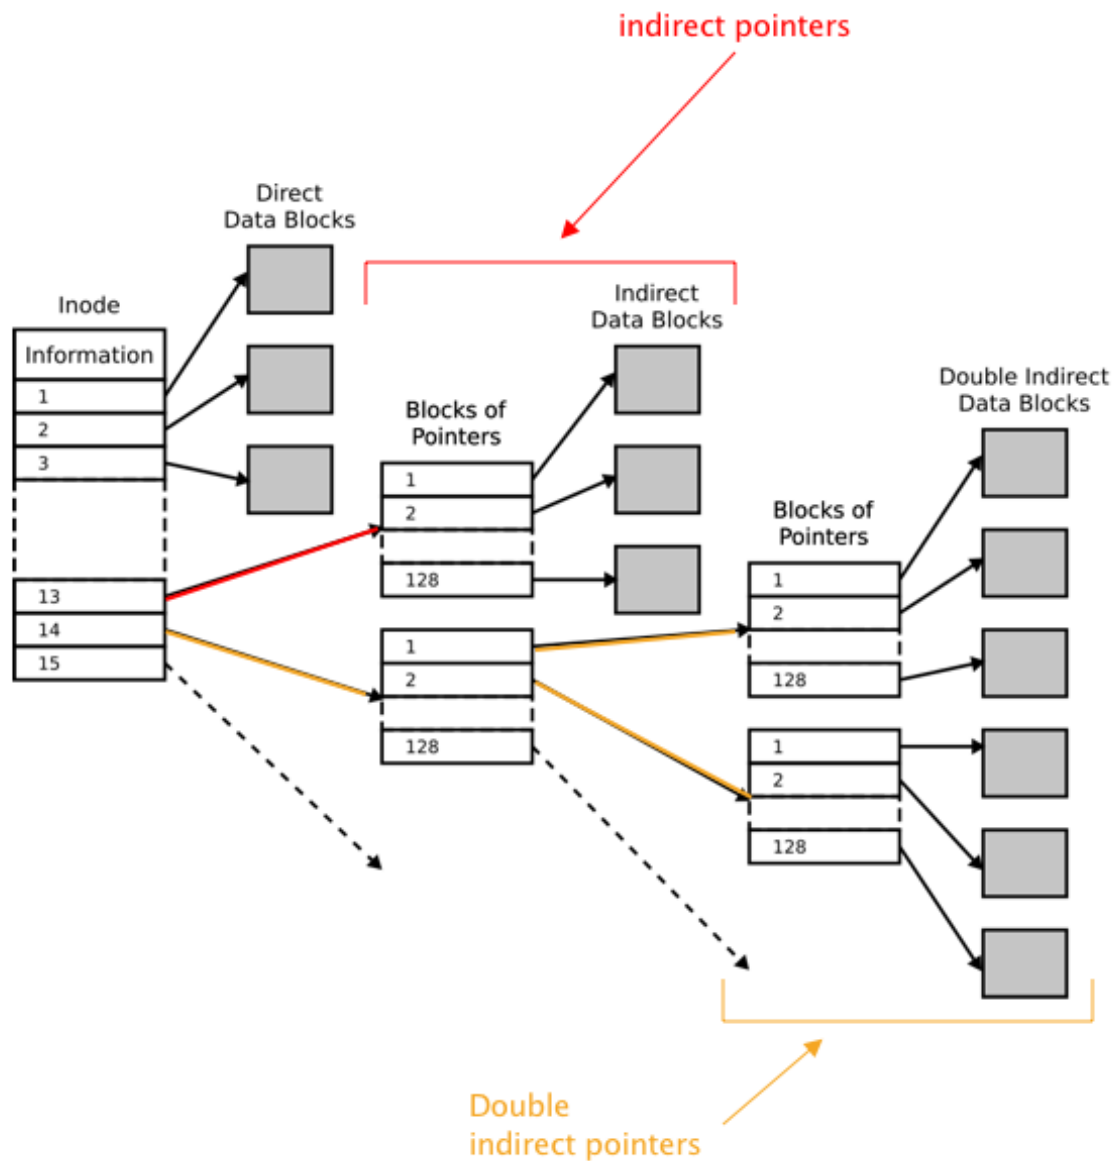 indirect pointers
Direct
Data Blocks
Inode
Information
1
2
3
13
14
15
Blocks of
Pointers
1
2
128
1
2
128
Indirect
Data Blocks
Blocks of
Pointers
1
2
128
1
2
128
Double Indirect
Data Blocks
Double
indirect pointers